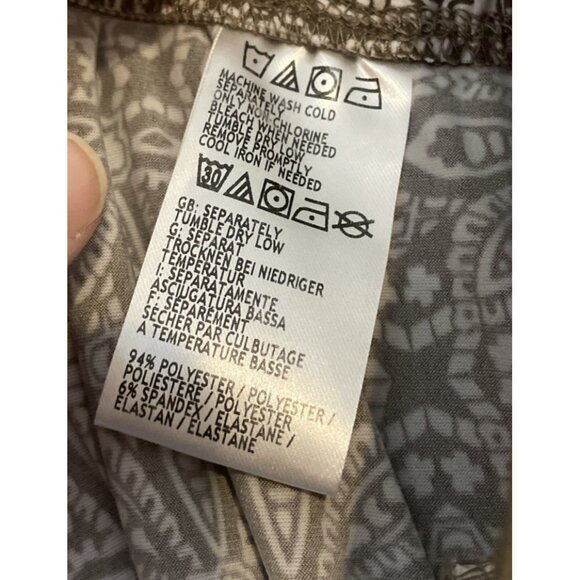 MACHINE WASH COLD
SEPARATELY
ONLY NON-CHLORINE
BLEACH WHEN NEEDED
TUMBLE DRY LOW
REMOVE PROMPTLY
COOL IRON IF NEEDED
30
GB: SEPARATELY
TUMBLE DRY LOW
G: SEPARAT
TROCKNEN BEI NIEDRIGER
TEMPERATUR
I: SEPARATAMENTE
ASCIUGATURA BASSA
F: SEPAREMENT
SECHER PAR CULBUTAGE
A TEMPERATURE BASSE
94% POLYESTER / POLYESTER /
POLIESTERE / POLYESTER
6% SPANDEX / ELASTANE /
ELASTAN / ELASTANE